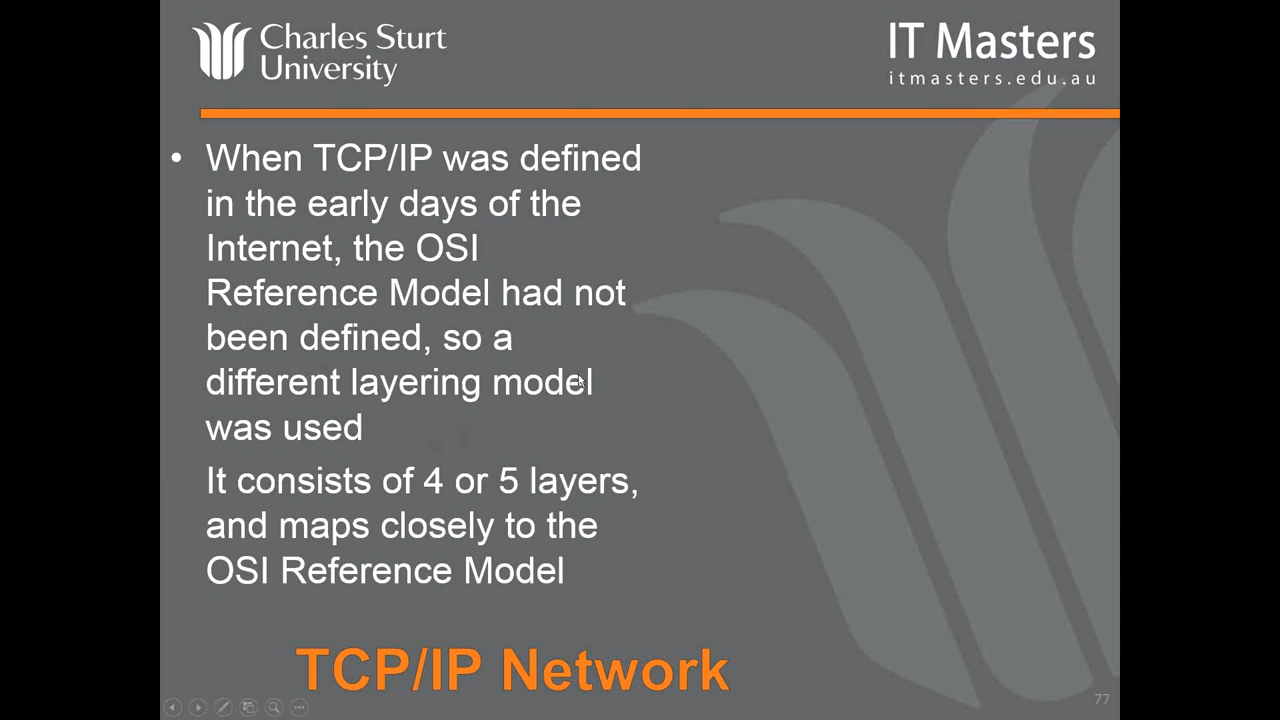 Charles Sturt
University
IT Masters
itmasters.edu.au
• When TCP/IP was defined
in the early days of the
Internet, the OSI
Reference Model had not
been defined, so a
different layering model
was used
It consists of 4 or 5 layers,
and maps closely to the
OSI Reference Model
TCP/IP Network
77